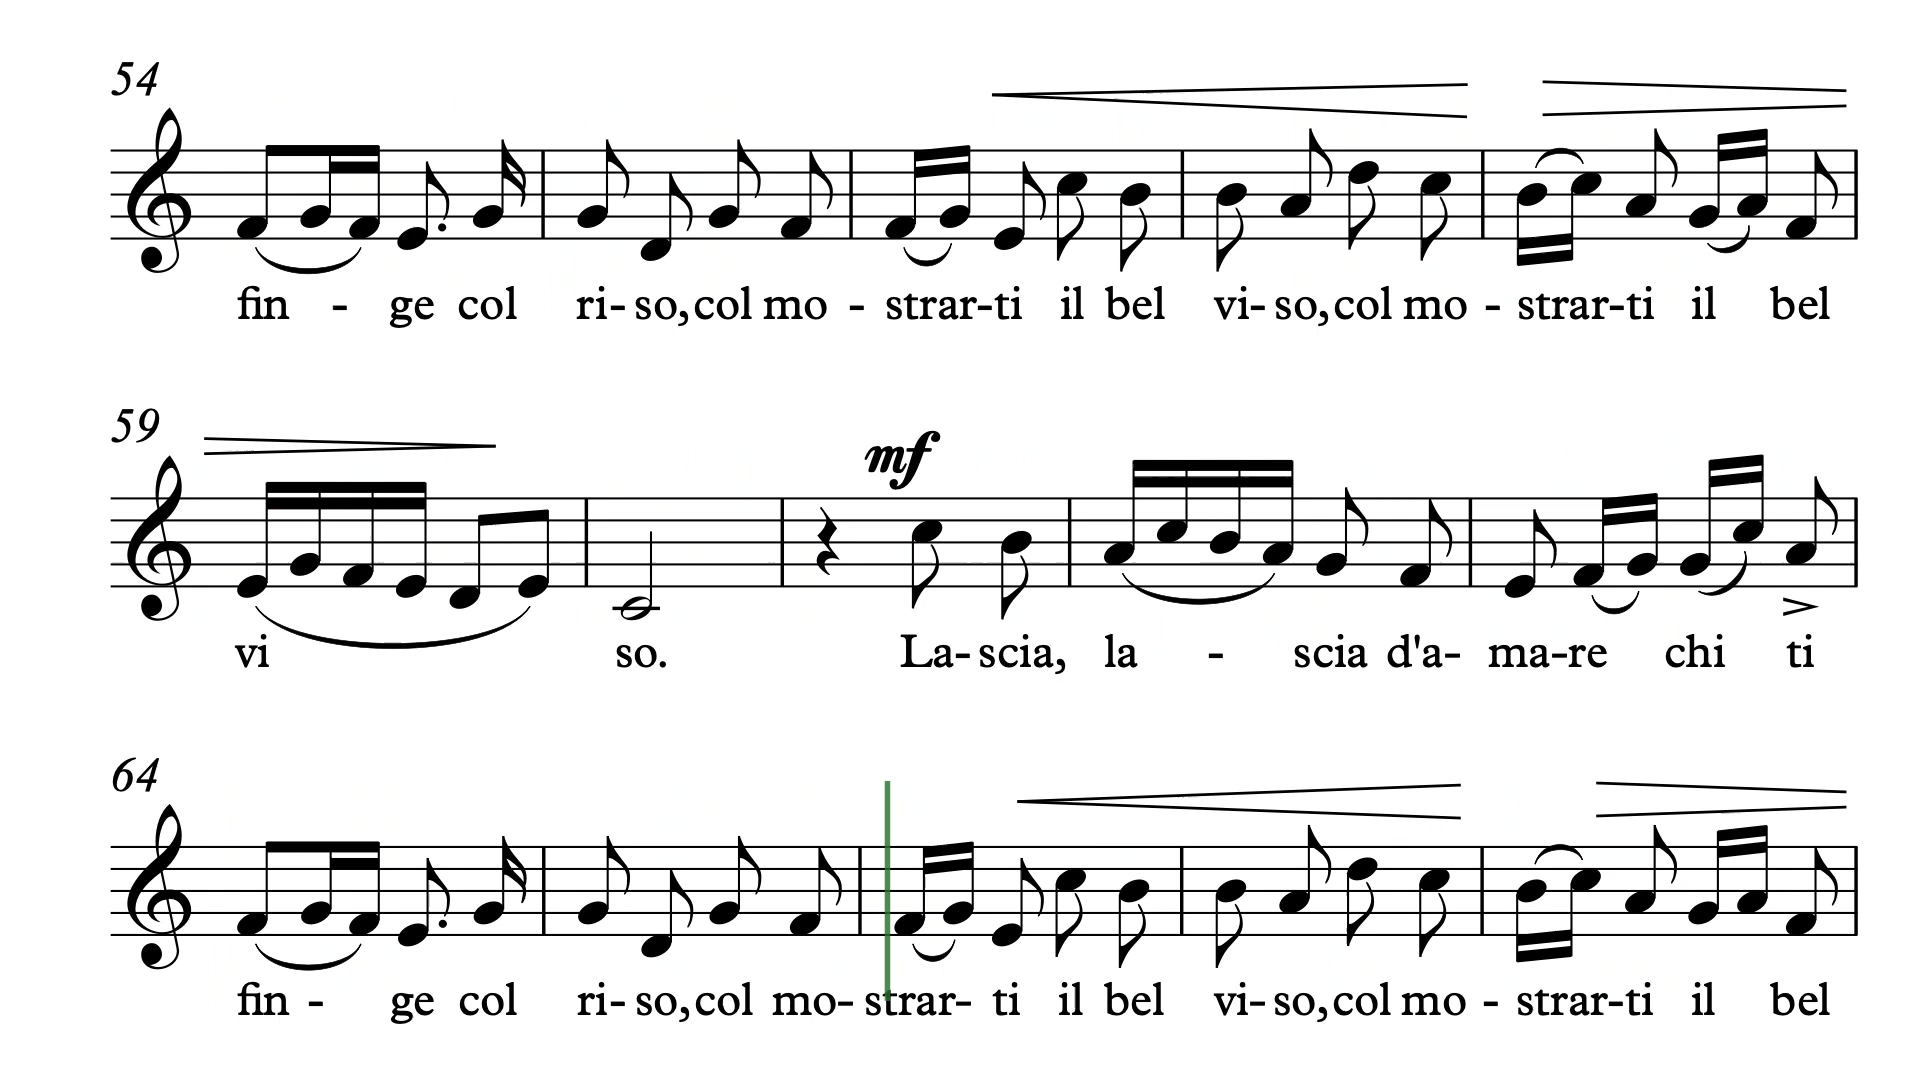 54
fin - ge col ri- so, col mo - strar-ti il bel vi- so, col mo - strar-ti il bel
59
mf
vi so. La- scia, la - scia d'a- ma-re chi ti
64
fin - ge col ri- so, col mo- strar- ti il bel vi- so, col mo - strar-ti il bel